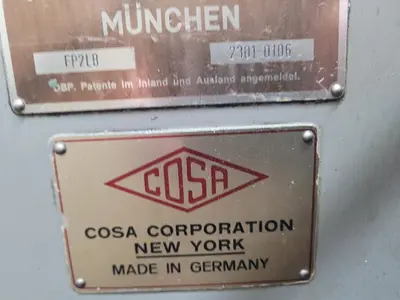 MÜNCHEN
FP2LB 2301-0106
DBP. Patente im Inland und Ausland angemeldet.
COSA
COSA CORPORATION
NEW YORK
MADE IN GERMANY